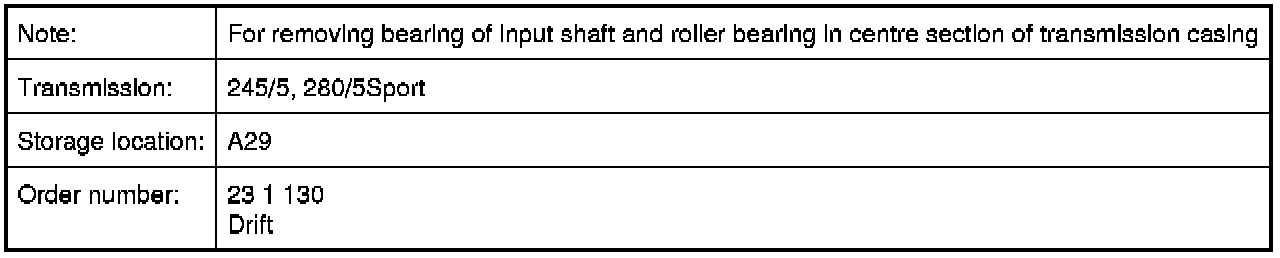 Note: For removing bearing of input shaft and roller bearing in centre section of transmission casing
Transmission: 245/5, 280/5Sport
Storage location: A29
Order number: 23 1 130
Drift